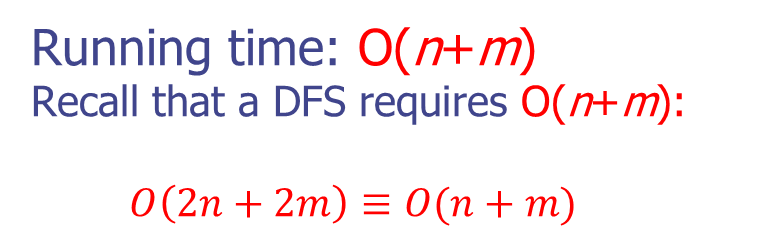 Running time: O(n+m)
Recall that a DFS requires O(n+m):
O(2n + 2m) ≡ O(n + m)